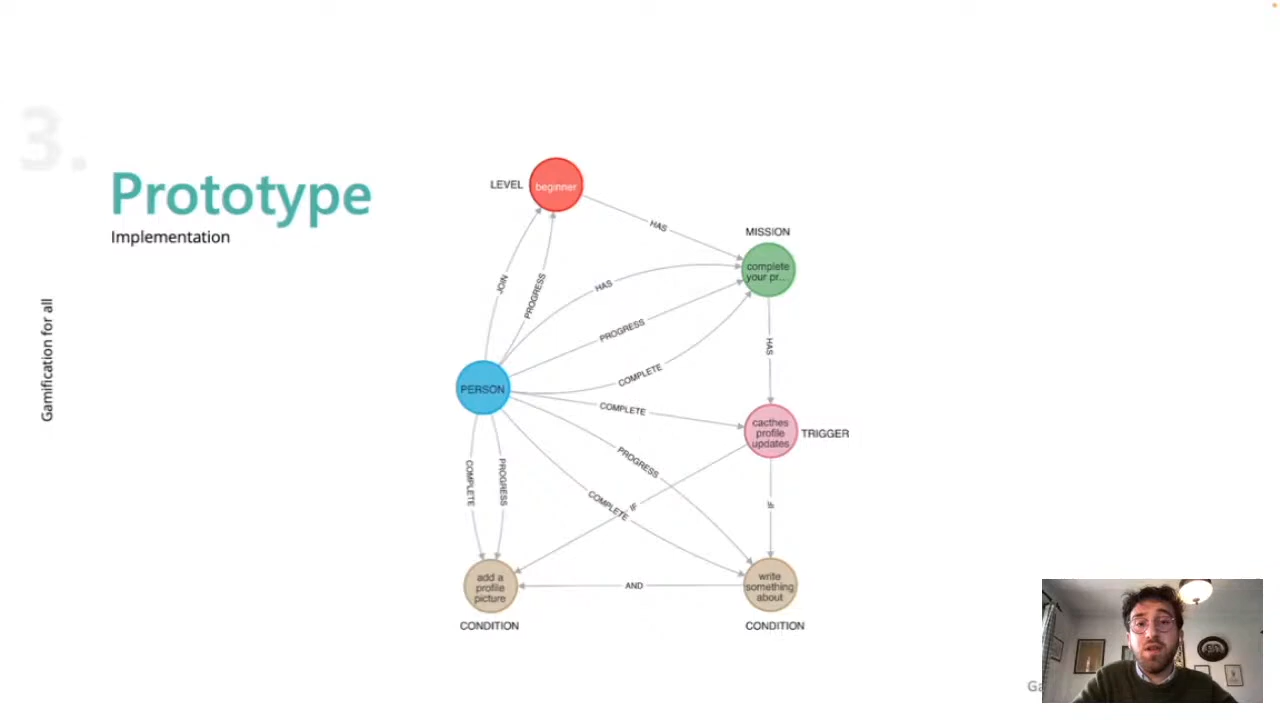 3.
Prototype
Implementation
Gamification for all
LEVEL
beginner
HAS
MISSION
complete
your pr...
JOIN
PROGRESS
HAS
PROGRESS
COMPLETE
HAS
PERSON
COMPLETE
cacthes
profile
updates
TRIGGER
PROGRESS
COMPLETE
PROGRESS
COMPLETE
IF
IF
add a
profile
picture
AND
write
something
about
CONDITION
CONDITION
Ga